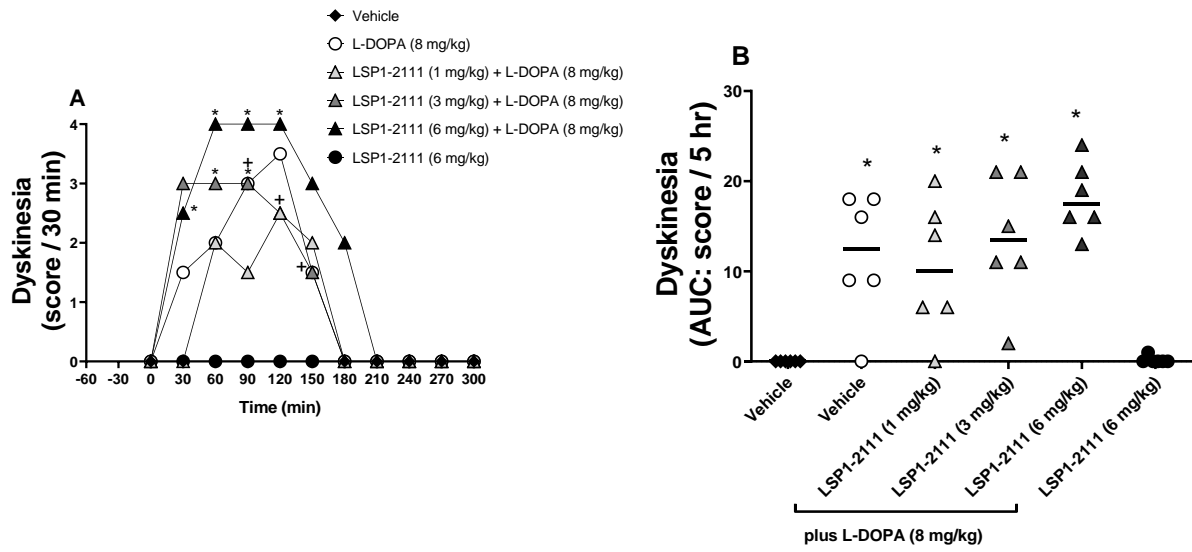 Vehicle
L-DOPA (8 mg/kg)
LSP1-2111 (1 mg/kg) + L-DOPA (8 mg/kg)
LSP1-2111 (3 mg/kg) + L-DOPA (8 mg/kg)
LSP1-2111 (6 mg/kg) + L-DOPA (8 mg/kg)
LSP1-2111 (6 mg/kg)
A
Dyskinesia
(score / 30 min)
4
3
2
1
0
* * *
+
* *
+
*
+
-60 -30 0 30 60 90 120 150 180 210 240 270 300
Time (min)
B
Dyskinesia
(AUC: score / 5 hr)
30
20
10
0
* * * *
Vehicle
Vehicle
LSP1-2111 (1 mg/kg)
LSP1-2111 (3 mg/kg)
LSP1-2111 (6 mg/kg)
LSP1-2111 (6 mg/kg)
plus L-DOPA (8 mg/kg)